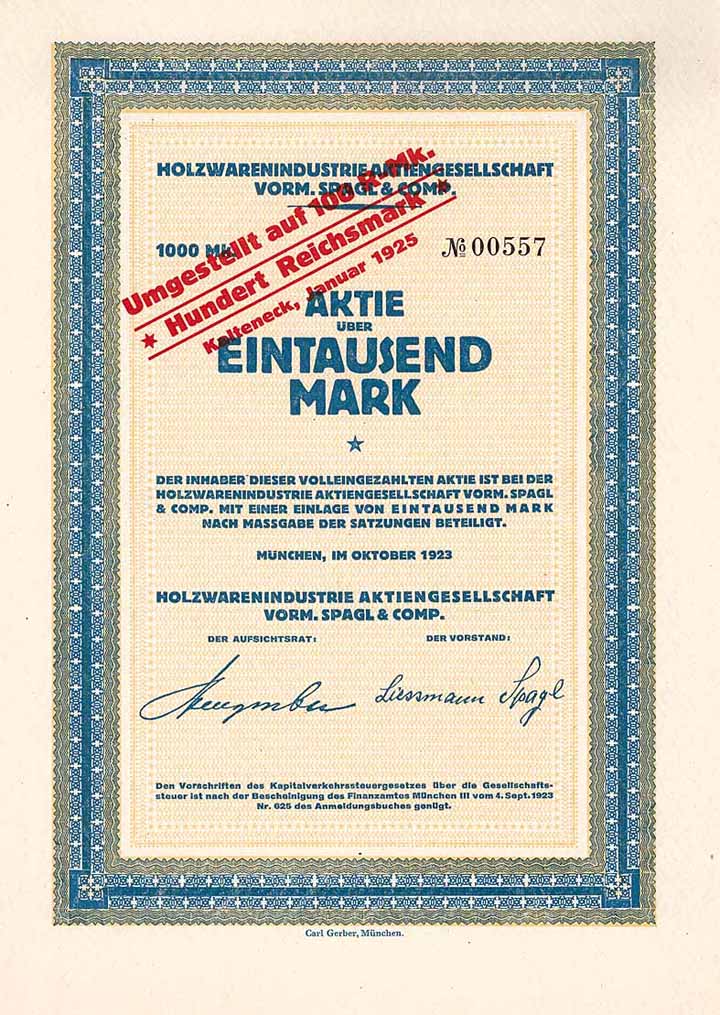 HOLZWARENINDUSTRIE AKTIENGESELLSCHAFT
VORM. SPAGL & COMP.
1000 Mk.
№ 00557
Umgestellt auf 100 R.-Mk.
* Hundert Reichsmark *
Kalteneck, Januar 1925
AKTIE
ÜBER
EINTAUSEND
MARK
DER INHABER DIESER VOLLEINGEZAHLTEN AKTIE IST BEI DER
HOLZWARENINDUSTRIE AKTIENGESELLSCHAFT VORM. SPAGL
& COMP. MIT EINER EINLAGE VON EINTAUSEND MARK
NACH MASSGABE DER SATZUNGEN BETEILIGT.
MÜNCHEN, IM OKTOBER 1923
HOLZWARENINDUSTRIE AKTIENGESELLSCHAFT
VORM. SPAGL & COMP.
DER AUFSICHTSRAT:
DER VORSTAND:
Liessmann Spagl
Den Vorschriften des Kapitalverkehrssteuergesetzes über die Gesellschafts-
steuer ist nach der Bescheinigung des Finanzamtes München III vom 4. Sept. 1923
Nr. 625 des Anmeldungsbuches genügt.
Carl Gerber, München.